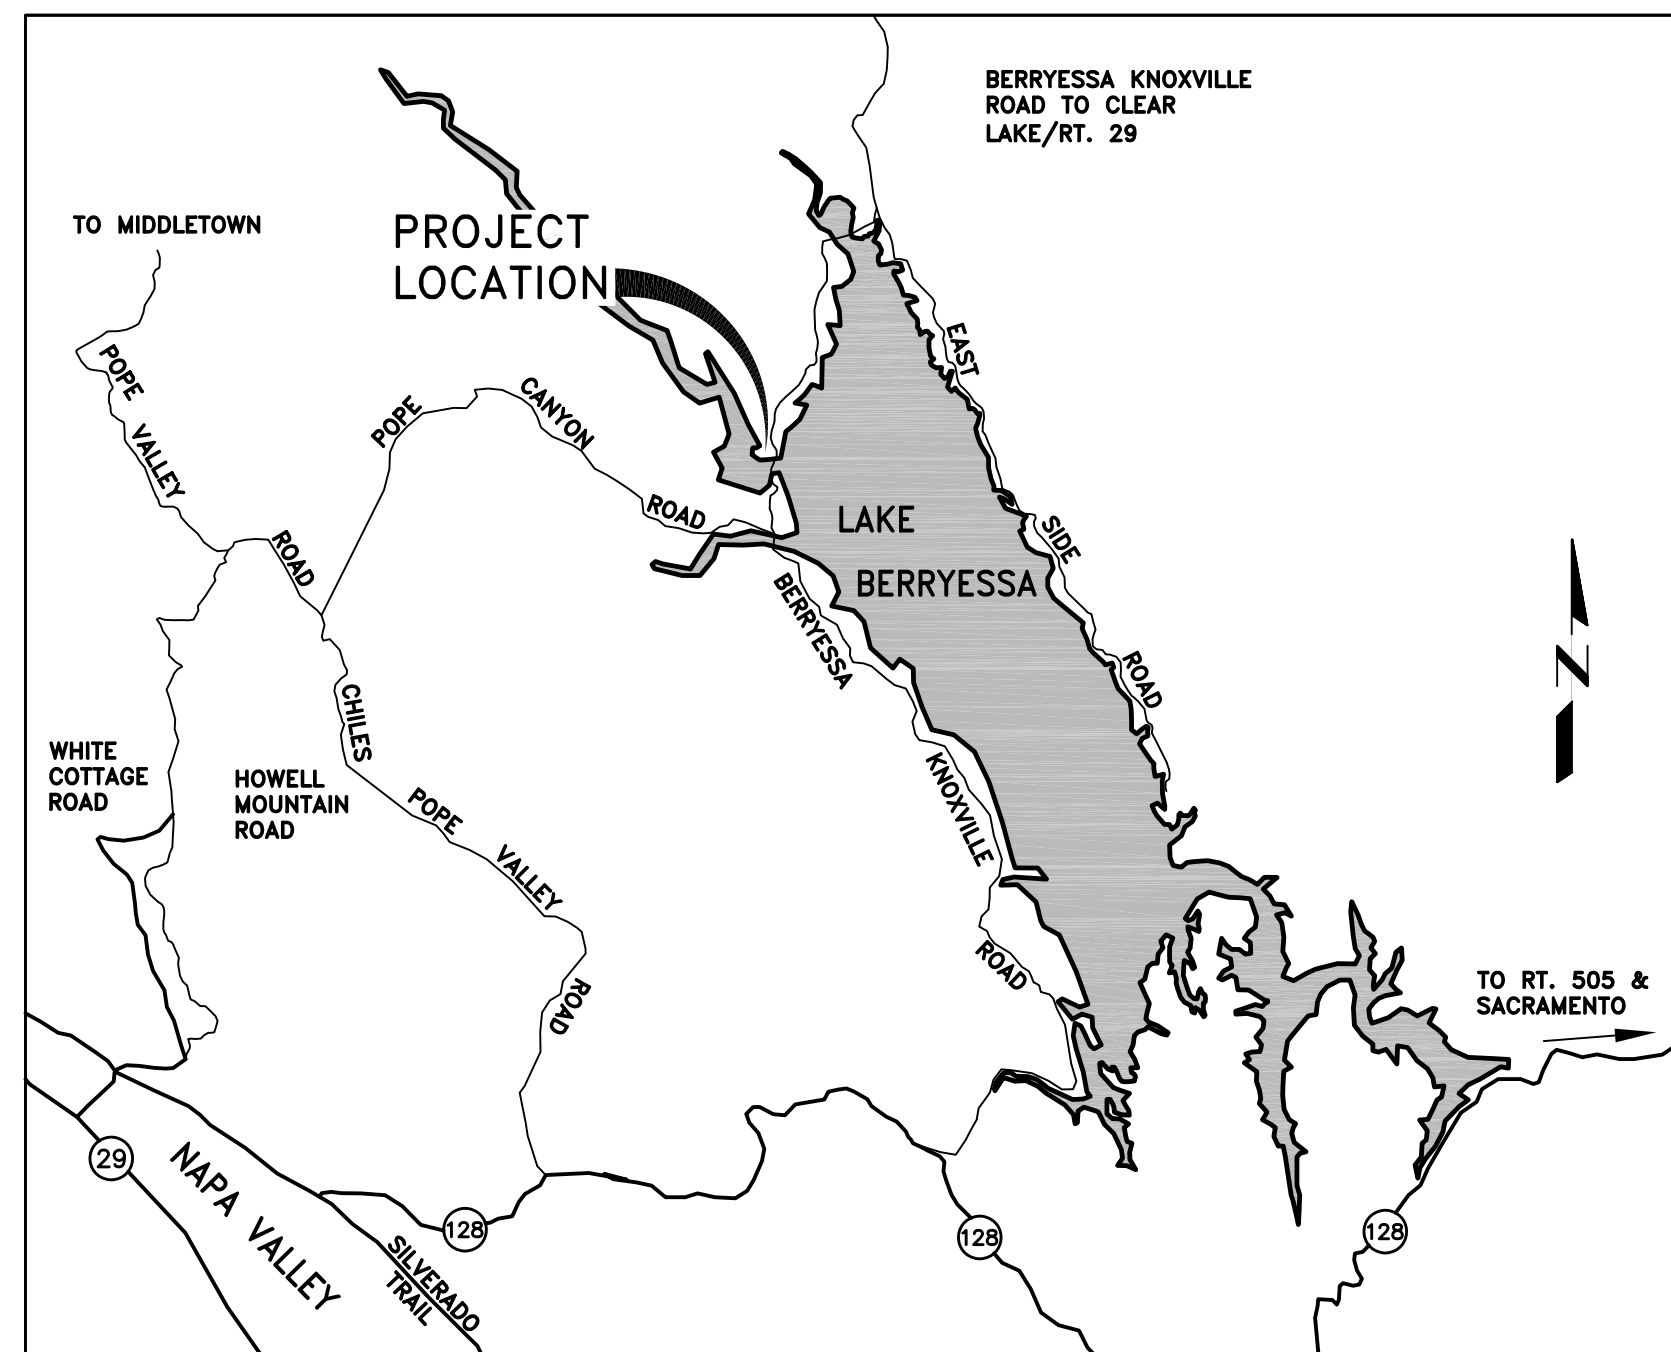 BERRYESSA KNOXVILLE
ROAD TO CLEAR
LAKE/RT. 29
TO MIDDLETOWN
PROJECT
LOCATION
POPE
VALLEY
ROAD
POPE
CANYON
ROAD
EAST
SIDE
ROAD
LAKE
BERRYESSA
BERRYESSA
KNOXVILLE
ROAD
N
CHILES
POPE
VALLEY
ROAD
WHITE
COTTAGE
ROAD
HOWELL
MOUNTAIN
ROAD
TO RT. 505 &
SACRAMENTO
29
NAPA VALLEY
SILVERADO
TRAIL
128
128
128